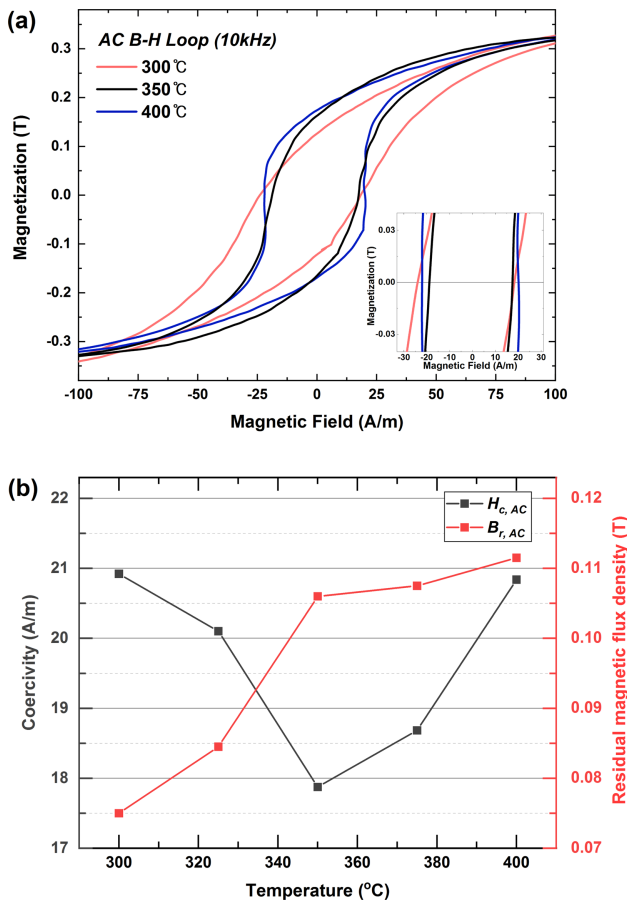 (a)
AC B-H Loop (10kHz)
300℃
350℃
400℃
Magnetization (T)
0.3
0.2
0.1
0.0
-0.1
-0.2
-0.3
-100 -75 -50 -25 0 25 50 75 100
Magnetic Field (A/m)
Magnetization (T)
0.03
0.00
-0.03
-30 -20 -10 0 10 20 30
Magnetic Field (A/m)
(b)
H c, AC
B r, AC
Coercivity (A/m)
22
21
20
19
18
17
Residual magnetic flux density (T)
0.12
0.11
0.10
0.09
0.08
0.07
300 320 340 360 380 400
Temperature (°C)